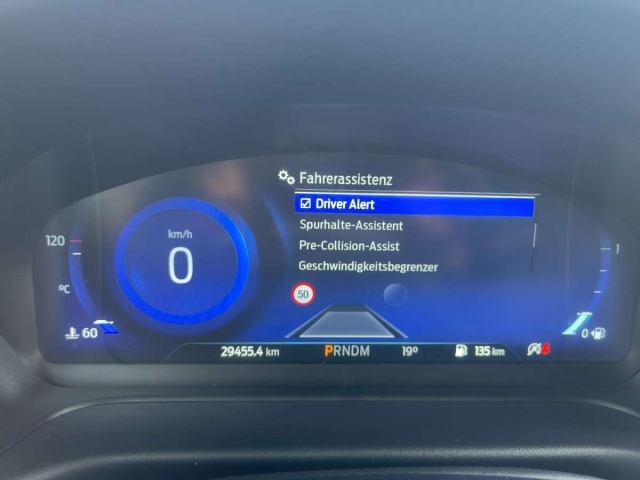 Fahrerassistenz
Driver Alert
Spurhalte-Assistent
Pre-Collision-Assist
Geschwindigkeitsbegrenzer
km/h
0
120
°C
60
50
1
0
29455.4 km
PRNDM
19°
135 km